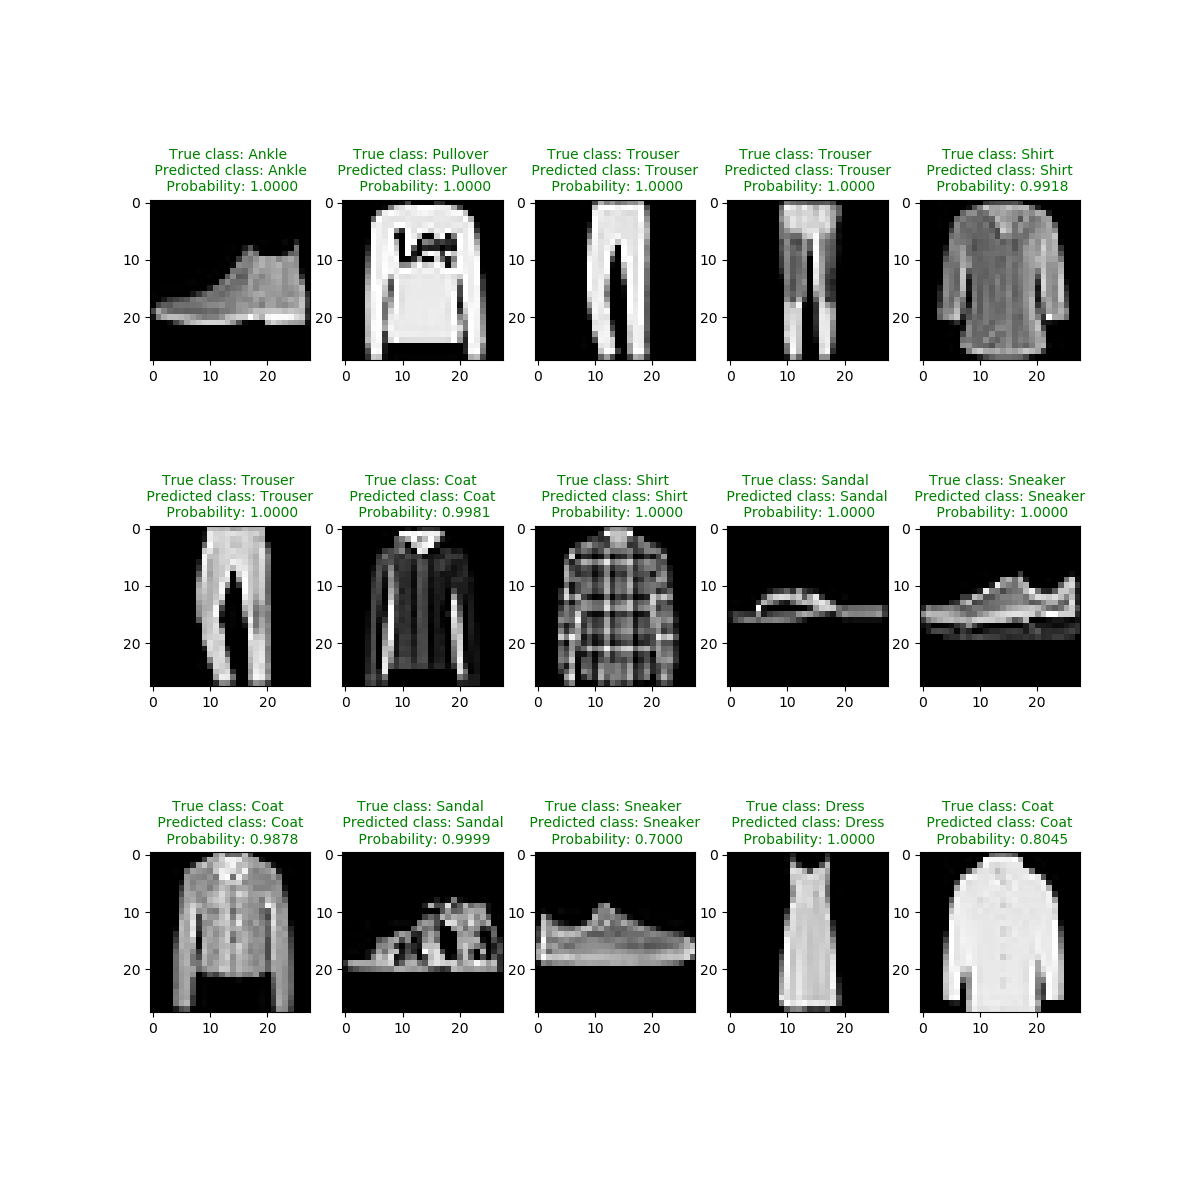 True class: Ankle
Predicted class: Ankle
Probability: 1.0000
0
10
20
0 10 20
True class: Pullover
Predicted class: Pullover
Probability: 1.0000
Lee
0
10
20
0 10 20
True class: Trouser
Predicted class: Trouser
Probability: 1.0000
0
10
20
0 10 20
True class: Trouser
Predicted class: Trouser
Probability: 1.0000
0
10
20
0 10 20
True class: Shirt
Predicted class: Shirt
Probability: 0.9918
0
10
20
0 10 20
True class: Trouser
Predicted class: Trouser
Probability: 1.0000
0
10
20
0 10 20
True class: Coat
Predicted class: Coat
Probability: 0.9981
0
10
20
0 10 20
True class: Shirt
Predicted class: Shirt
Probability: 1.0000
0
10
20
0 10 20
True class: Sandal
Predicted class: Sandal
Probability: 1.0000
0
10
20
0 10 20
True class: Sneaker
Predicted class: Sneaker
Probability: 1.0000
0
10
20
0 10 20
True class: Coat
Predicted class: Coat
Probability: 0.9878
0
10
20
0 10 20
True class: Sandal
Predicted class: Sandal
Probability: 0.9999
0
10
20
0 10 20
True class: Sneaker
Predicted class: Sneaker
Probability: 0.7000
0
10
20
0 10 20
True class: Dress
Predicted class: Dress
Probability: 1.0000
0
10
20
0 10 20
True class: Coat
Predicted class: Coat
Probability: 0.8045
0
10
20
0 10 20